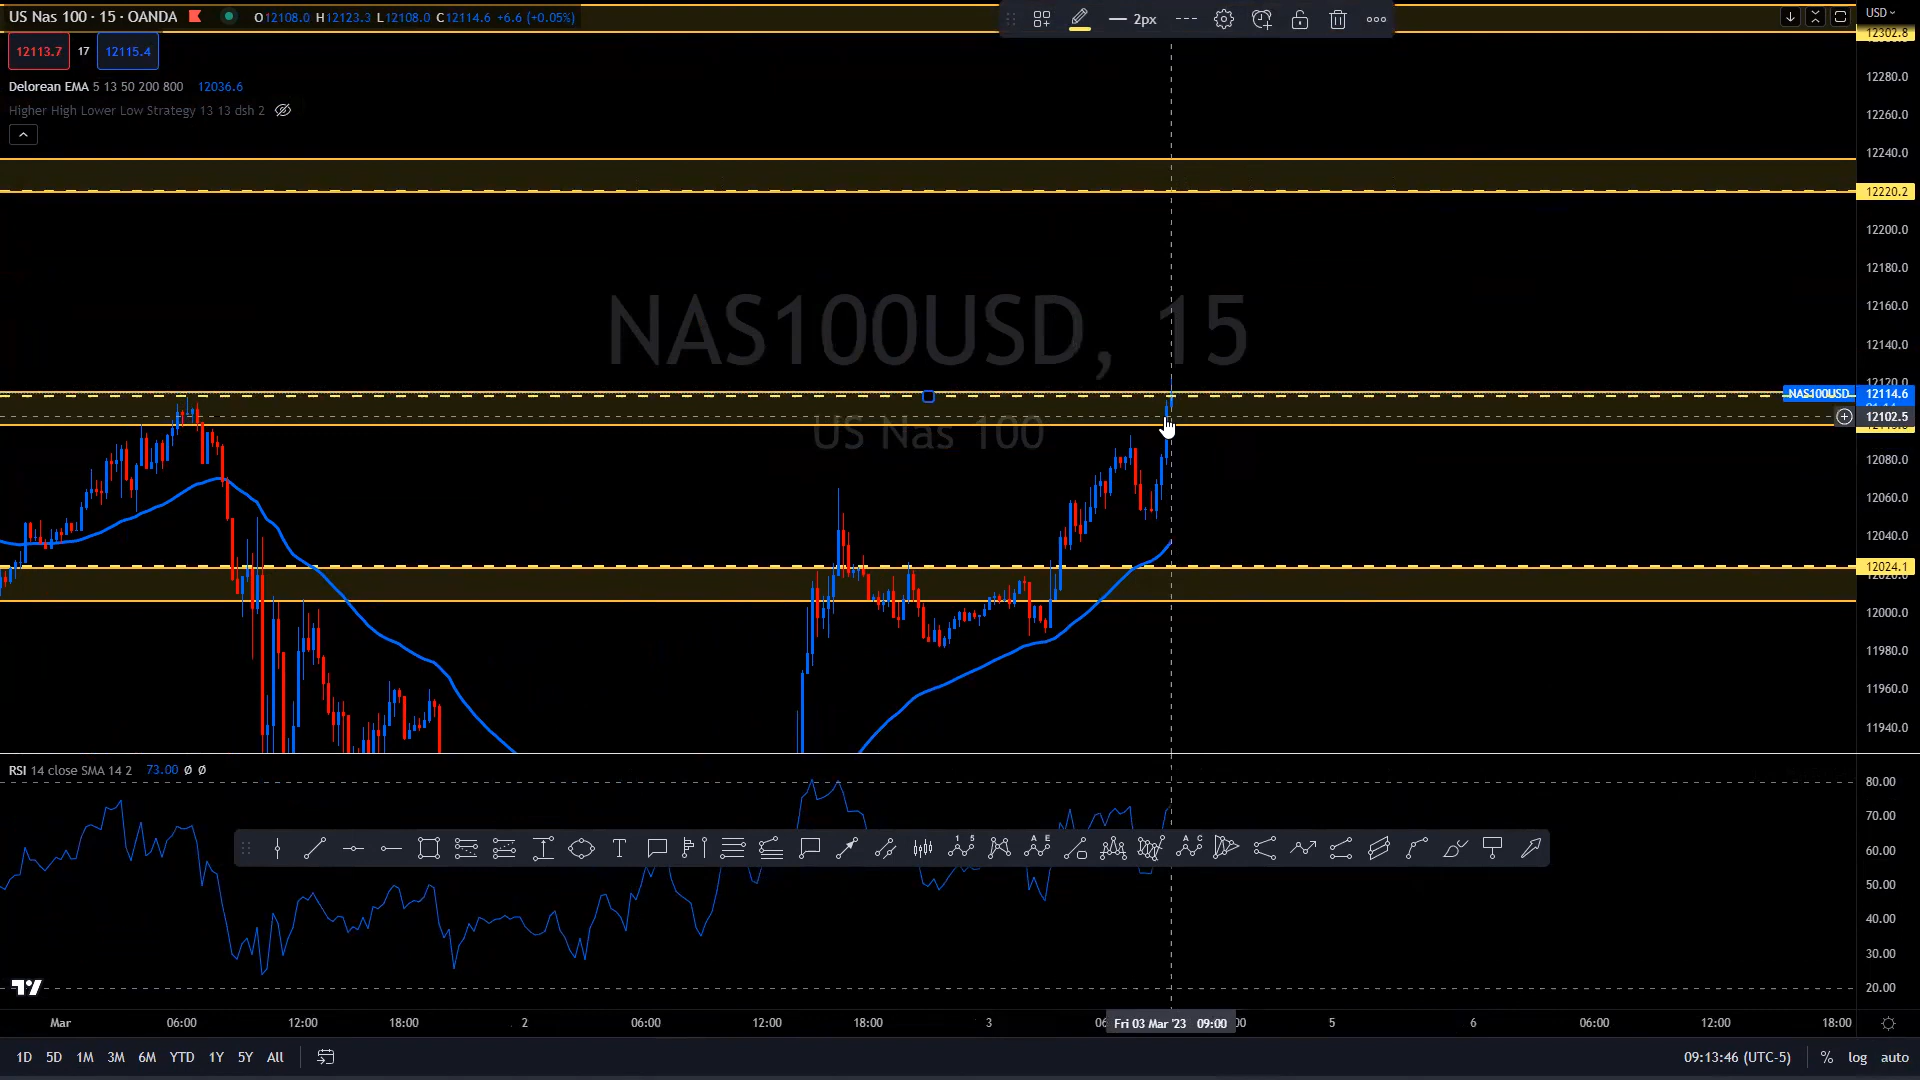 US Nas 100 · 15 · OANDA O12108.0 H12123.3 L12108.0 C12114.6 +6.6 (+0.05%)
2px
USD
12302.8
12113.7 17 12115.4
12280.0
Delorean EMA 5 13 50 200 800 12036.6
Higher High Lower Low Strategy 13 13 dsh 2
12260.0
12240.0
12220.2
12200.0
12180.0
12160.0
NAS100USD, 15
12140.0
12120.0
NAS100USD 12114.6
12102.5
US Nas 100
12080.0
12060.0
12040.0
12024.1
12020.0
12000.0
11980.0
11960.0
11940.0
RSI 14 close SMA 14 2 73.00 Ø Ø
80.00
70.00
60.00
50.00
40.00
30.00
20.00
Mar 06:00 12:00 18:00 2 06:00 12:00 18:00 3 Fri 03 Mar '23 09:00 5 6 06:00 12:00 18:00
1D 5D 1M 3M 6M YTD 1Y 5Y All 09:13:46 (UTC-5) % log auto